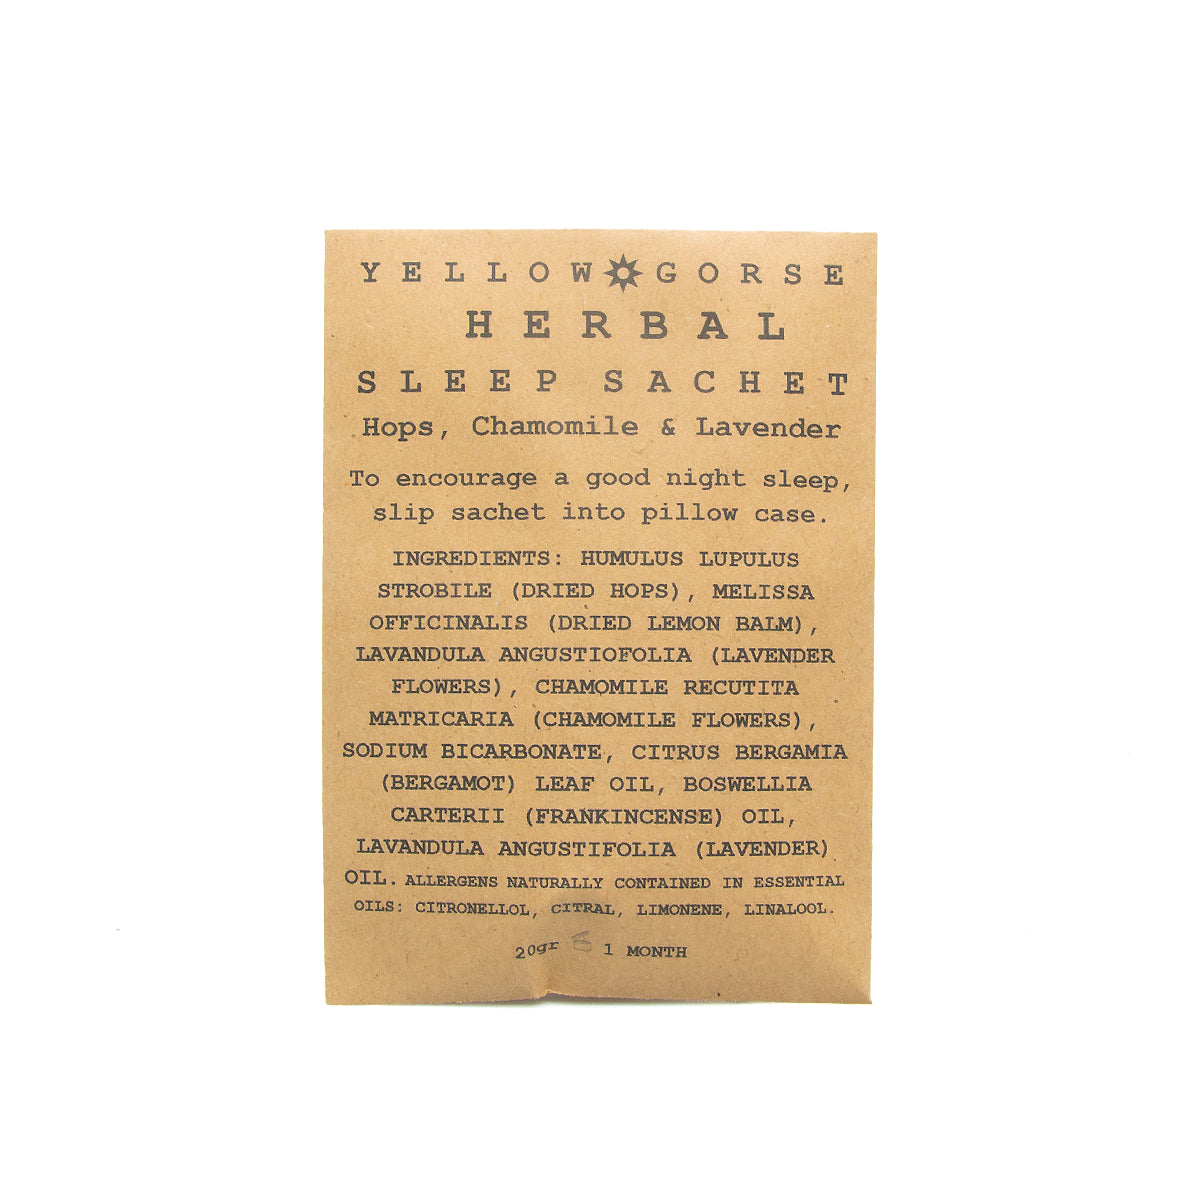 YELLOW GORSE
HERBAL
SLEEP SACHET
Hops, Chamomile & Lavender
To encourage a good night sleep,
slip sachet into pillow case.
INGREDIENTS: HUMULUS LUPULUS
STROBILE (DRIED HOPS), MELISSA
OFFICINALIS (DRIED LEMON BALM),
LAVANDULA ANGUSTIOFOLIA (LAVENDER
FLOWERS), CHAMOMILE RECUTITA
MATRICARIA (CHAMOMILE FLOWERS),
SODIUM BICARBONATE, CITRUS BERGAMIA
(BERGAMOT) LEAF OIL, BOSWELLIA
CARTERII (FRANKINCENSE) OIL,
LAVANDULA ANGUSTIFOLIA (LAVENDER)
OIL. ALLERGENS NATURALLY CONTAINED IN ESSENTIAL
OILS: CITRONELLOL, CITRAL, LIMONENE, LINALOOL.
20gr 1 MONTH